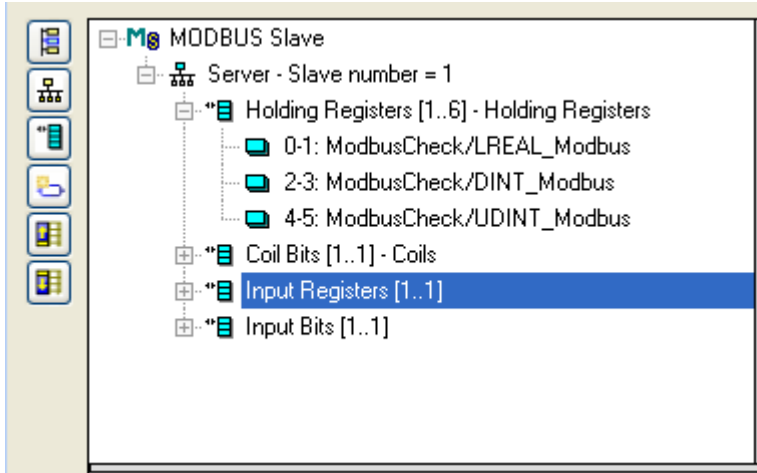 MODBUS Slave
Server - Slave number = 1
Holding Registers [1..6] - Holding Registers
0-1: ModbusCheck/LREAL_Modbus
2-3: ModbusCheck/DINT_Modbus
4-5: ModbusCheck/UDINT_Modbus
Coil Bits [1..1] - Coils
Input Registers [1..1]
Input Bits [1..1]